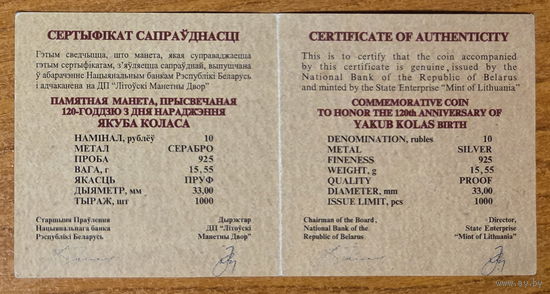 СЕРТЫФІКАТ САПРАЎДНАСЦІ
Гэтым сведчыцца, што манета, якая суправаджаецца
гэтым сертыфікатам, з'яўляецца сапраўднай, выпушчана
ў абарачэнне Нацыянальным банкам Рэспублікі Беларусь
і адчаканена на ДП "Літоўскі Манетны Двор"
ПАМЯТНАЯ МАНЕТА, ПРЫСВЕЧАНАЯ
120-ГОДДЗЮ З ДНЯ НАРАДЖЭННЯ
ЯКУБА КОЛАСА
НАМІНАЛ, рублёў 10
МЕТАЛ СЕРАБРО
ПРОБА 925
ВАГА, г 15,55
ЯКАСЦЬ ПРУФ
ДЫЯМЕТР, мм 33,00
ТЫРАЖ, шт 1000
Старшыня Праўлення
Нацыянальнага банка
Рэспублікі Беларусь
Дырэктар
ДП "Літоўскі
Манетны Двор"
CERTIFICATE OF AUTHENTICITY
This is to certify that the coin accompanied
by this certificate is genuine, issued by the
National Bank of the Republic of Belarus
and minted by the State Enterprise "Mint of Lithuania"
COMMEMORATIVE COIN
TO HONOR THE 120th ANNIVERSARY OF
YAKUB KOLAS BIRTH
DENOMINATION, rubles 10
METAL SILVER
FINENESS 925
WEIGHT, g 15,55
QUALITY PROOF
DIAMETER, mm 33,00
ISSUE LIMIT, pcs 1000
Chairman of the Board,
National Bank of the
Republic of Belarus
Director,
State Enterprise
"Mint of Lithuania"